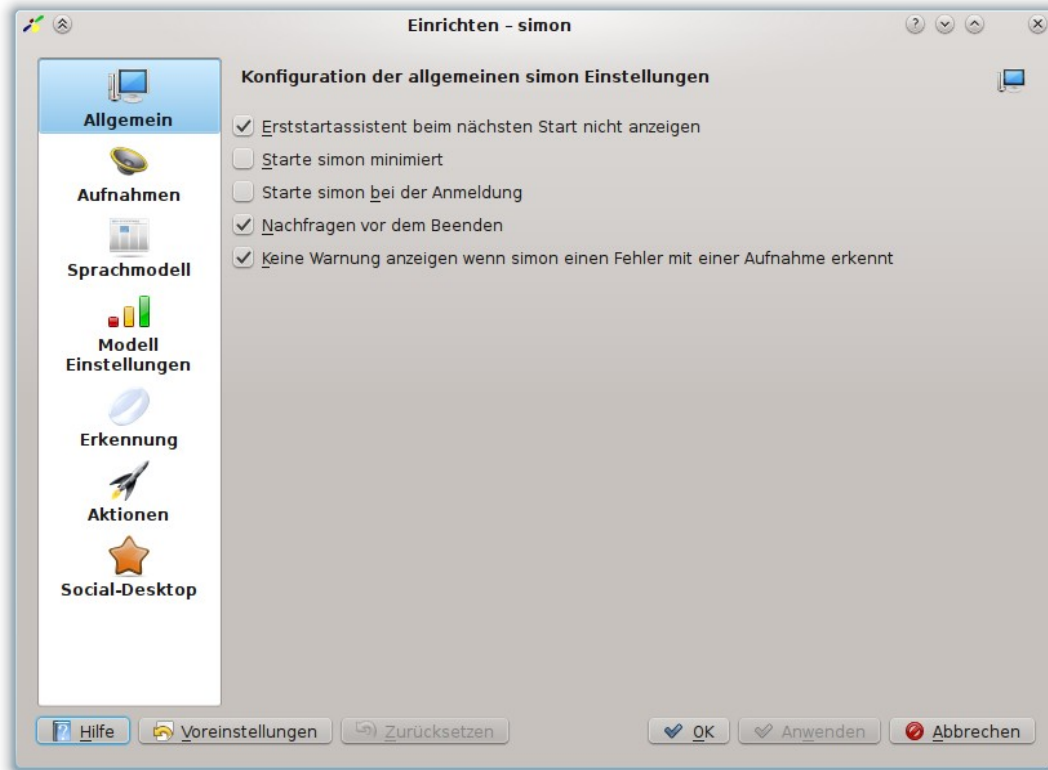 Einrichten – simon
Allgemein
Aufnahmen
Sprachmodell
Modell
Einstellungen
Erkennung
Aktionen
Social-Desktop
Konfiguration der allgemeinen simon Einstellungen
Erststartassistent beim nächsten Start nicht anzeigen
Starte simon minimiert
Starte simon bei der Anmeldung
Nachfragen vor dem Beenden
Keine Warnung anzeigen wenn simon einen Fehler mit einer Aufnahme erkennt
Hilfe Voreinstellungen Zurücksetzen OK Anwenden Abbrechen